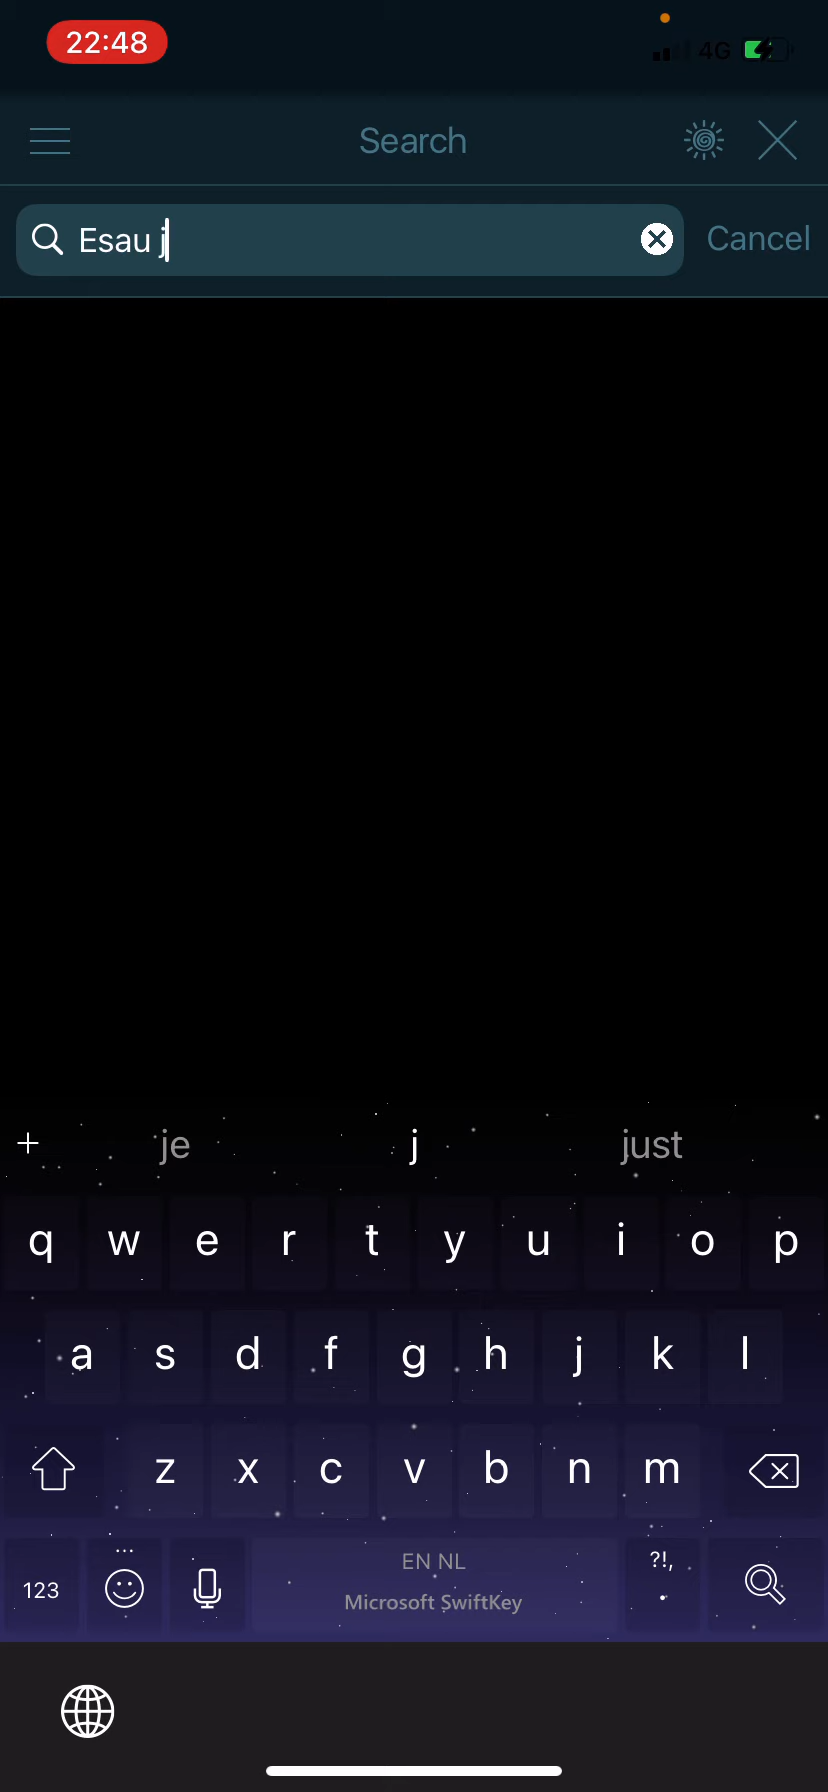 22:48
4G
Search
Esau j
Cancel
je j just
q w e r t y u i o p
a s d f g h j k l
z x c v b n m
123
EN NL
Microsoft SwiftKey
?!,
.